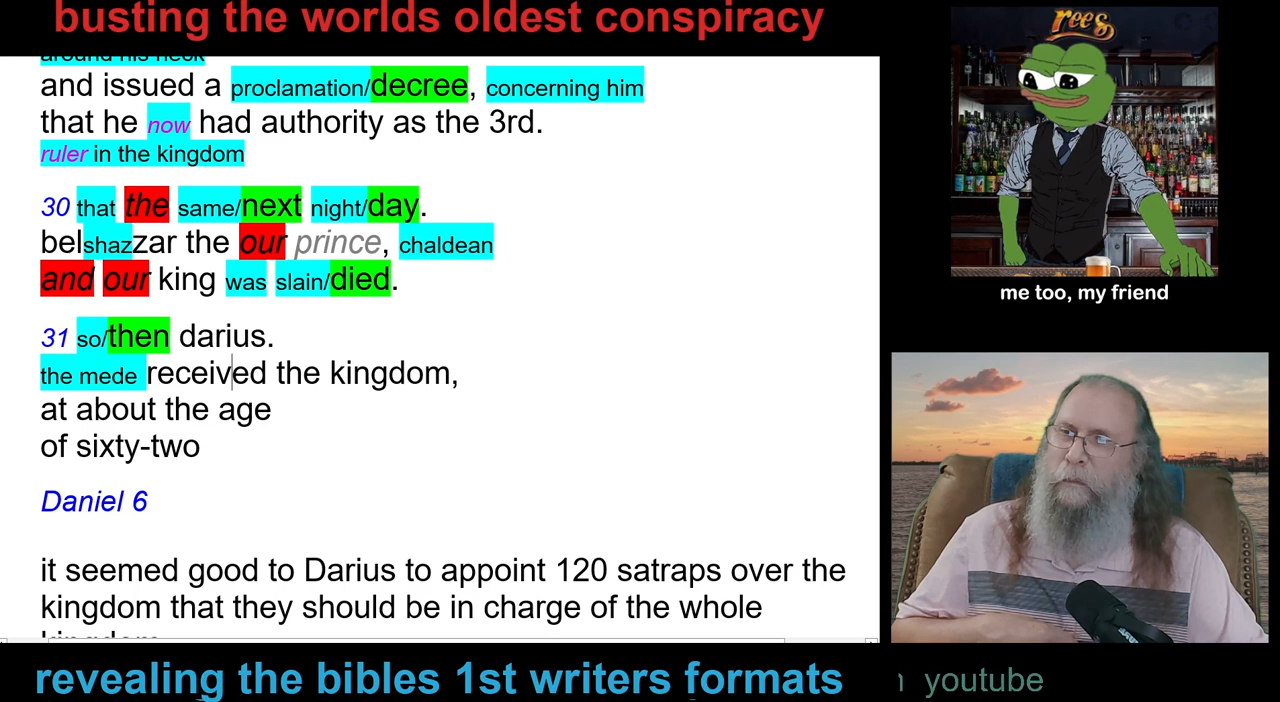 busting the worlds oldest conspiracy
around his neck
and issued a proclamation/decree, concerning him
that he now had authority as the 3rd.
ruler in the kingdom
30 that the same/next night/day.
belshazzar the our prince, chaldean
and our king was slain/died.
31 so/then darius.
the mede received the kingdom,
at about the age
of sixty-two
Daniel 6
it seemed good to Darius to appoint 120 satraps over the
kingdom that they should be in charge of the whole
kingdom
revealing the bibles 1st writers formats
rees
me too, my friend
youtube